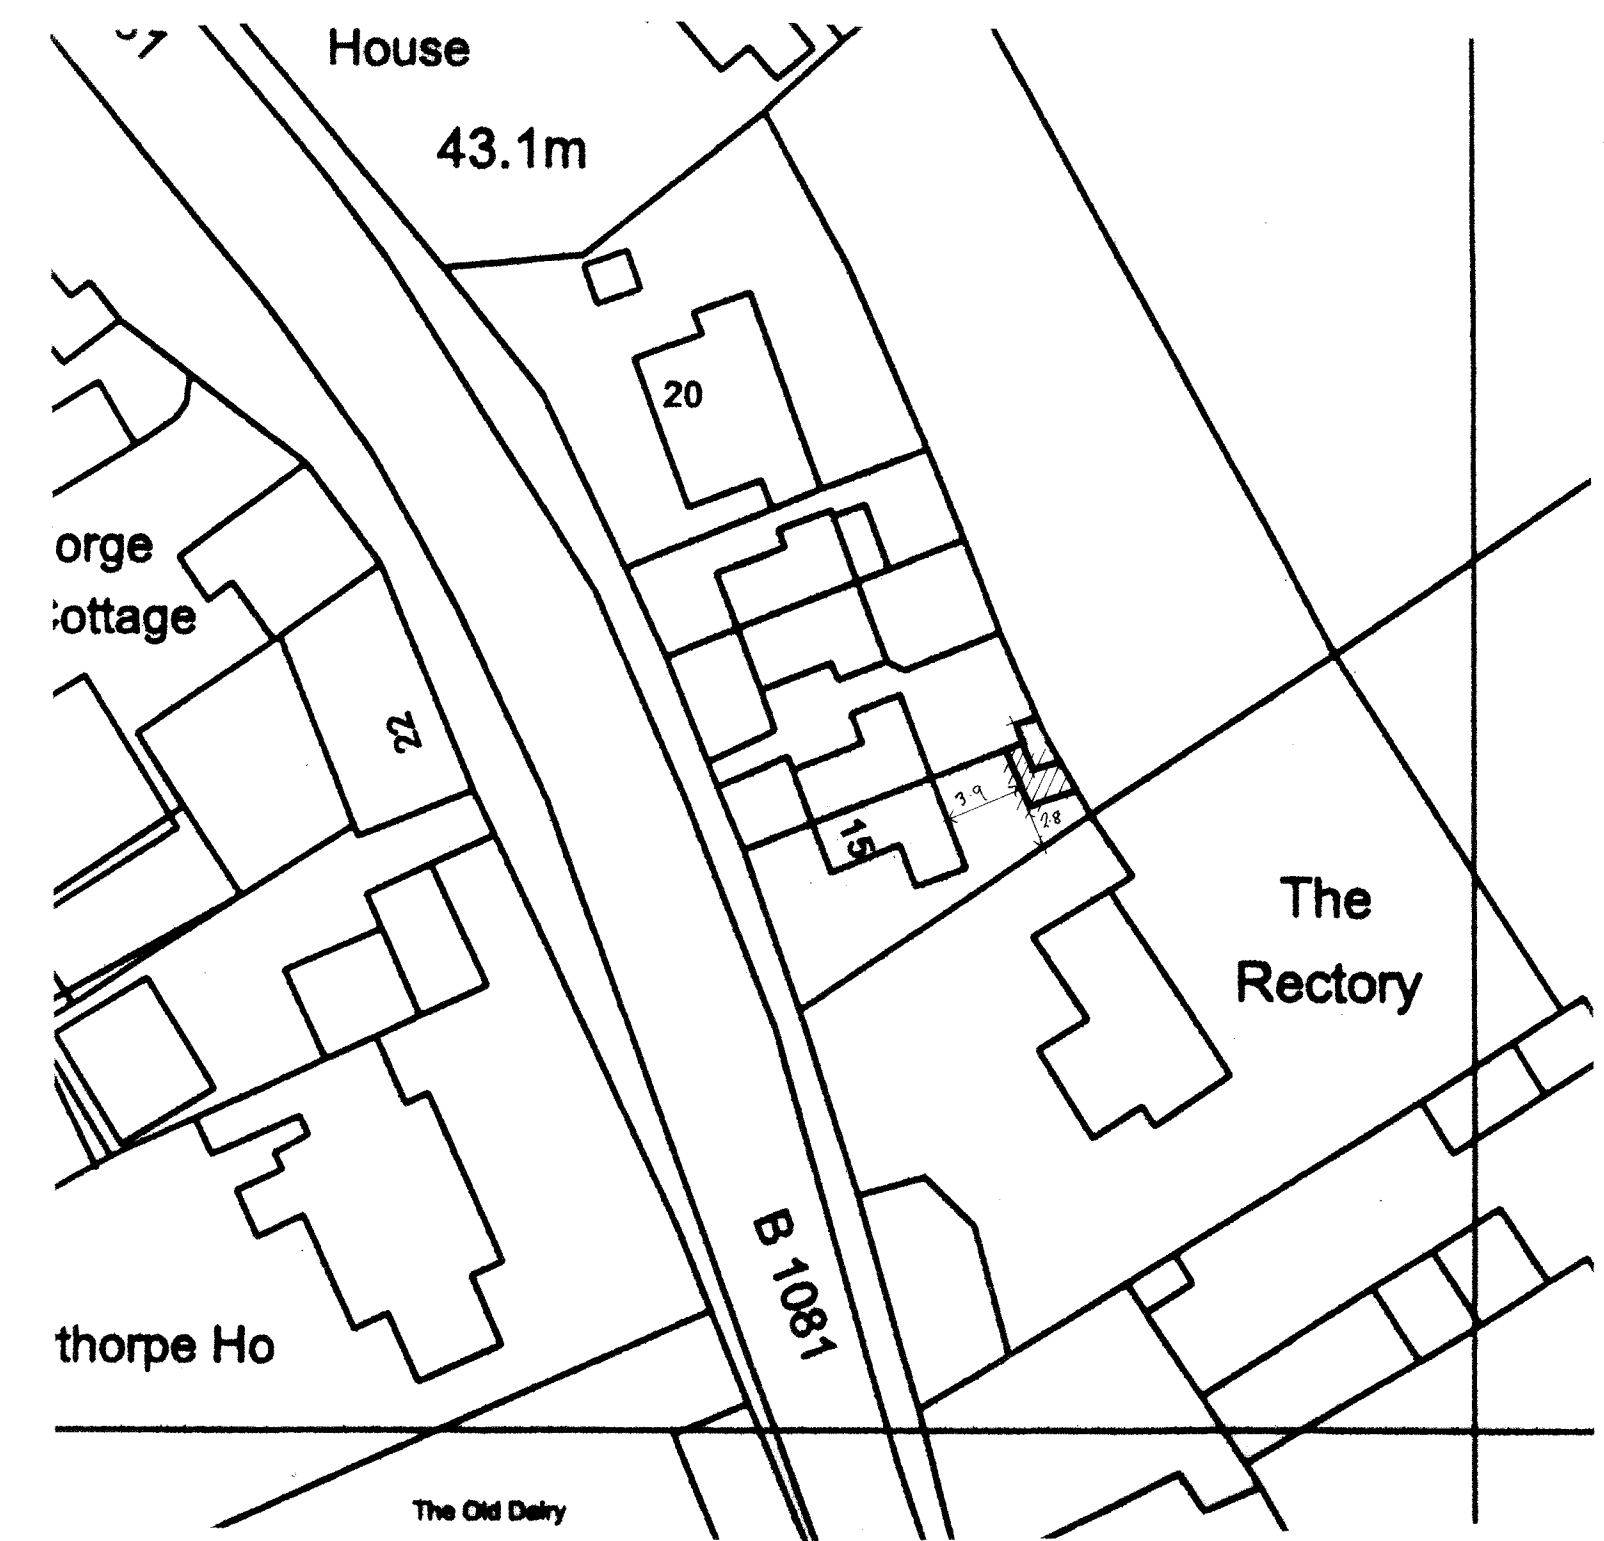 House
43.1m
20
orge
ottage
22
3.9
2.8
15
The
Rectory
B 1081
thorpe Ho
The Old Dairy